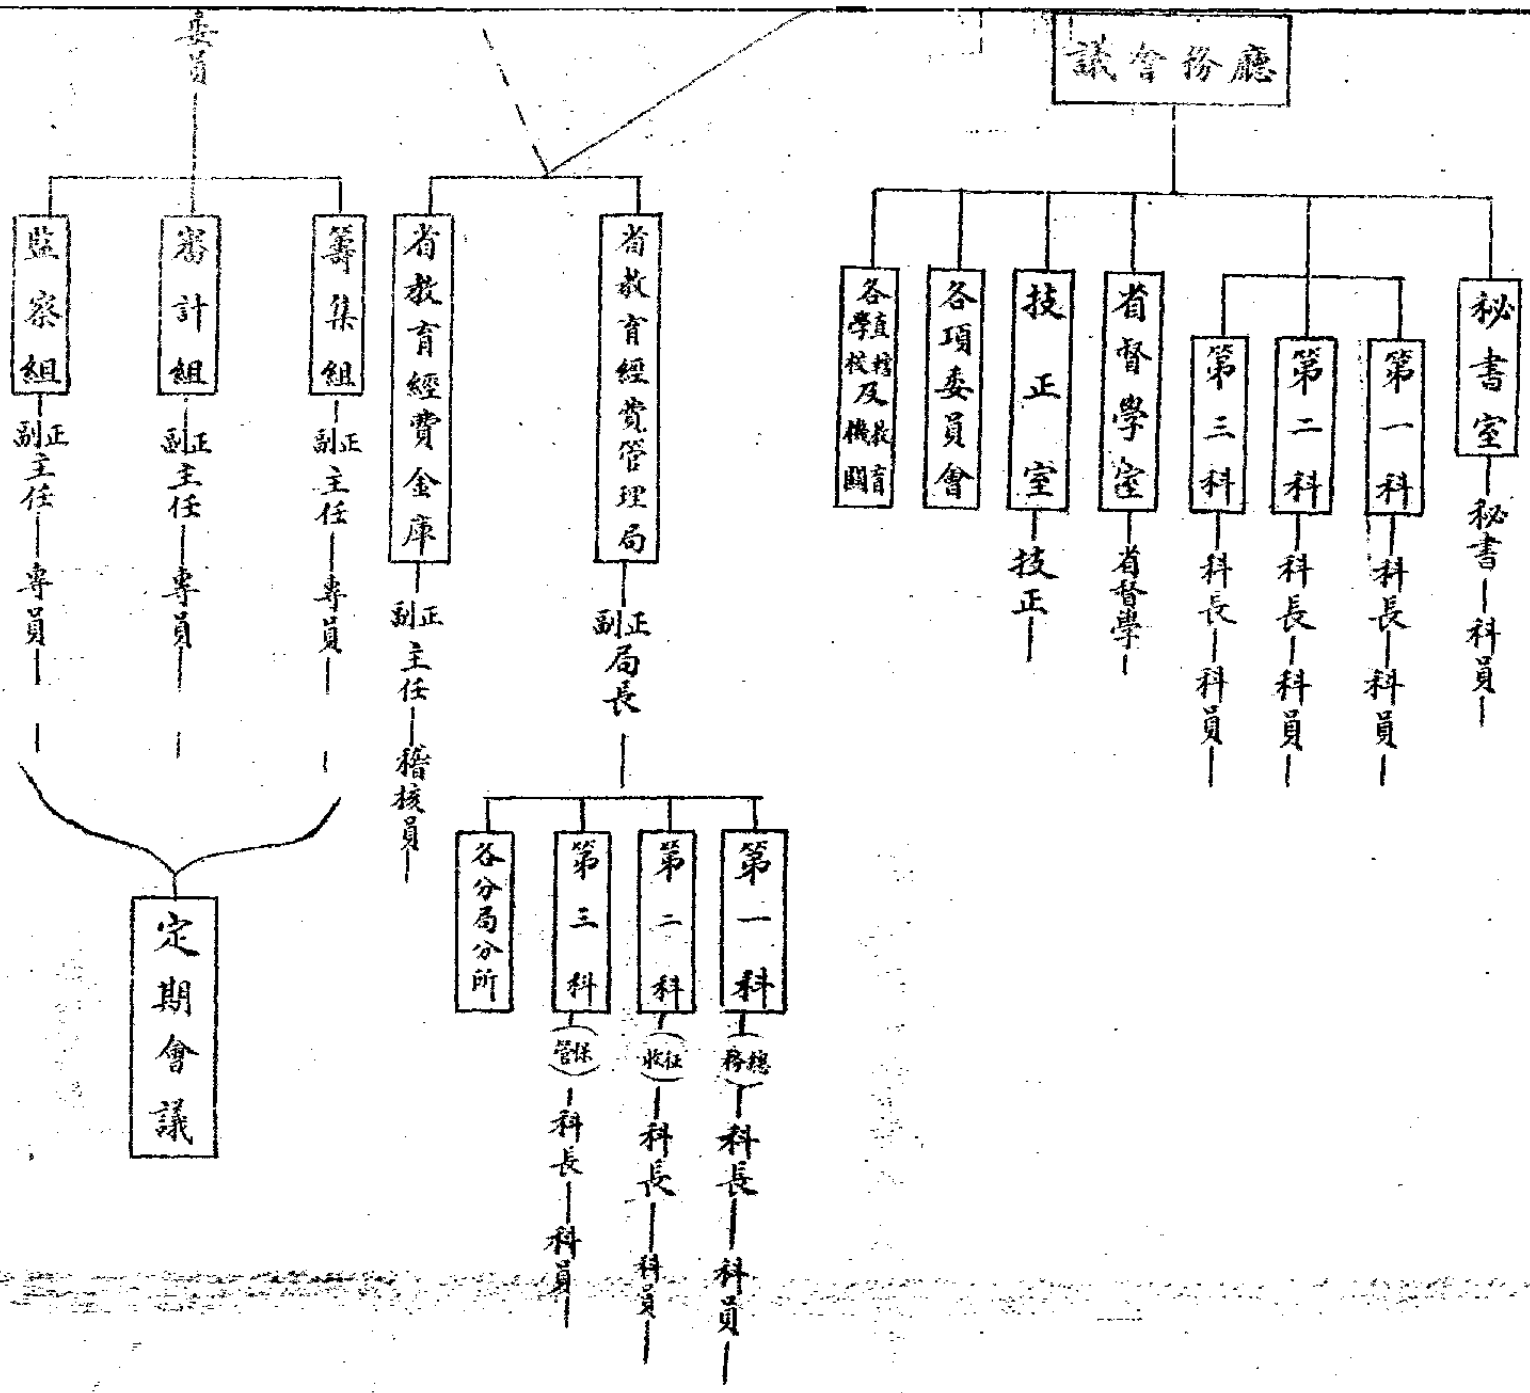 廳務會議
秘書室
秘書
科員
第一科
科長
科員
第二科
科長
科員
第三科
科長
科員
省督學室
省督學
技正室
技正
各項委員會
各直轄學校及教育機關
省教育經費管理局
正副局長
第一科
(總務)
科長
科員
第二科
(征收)
科長
科員
第三科
(保管)
科長
科員
各分局分所
省教育經費金庫
正副主任
稽核員
委員
籌集組
正副主任
專員
審計組
正副主任
專員
監察組
正副主任
專員
定期會議